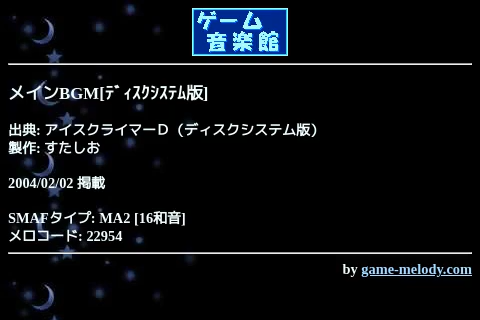 ゲーム
音楽館
メインBGM[ﾃﾞｨｽｸｼｽﾃﾑ版]
出典: アイスクライマーＤ（ディスクシステム版）
製作: すたしお
2004/02/02 掲載
SMAFタイプ: MA2 [16和音]
メロコード: 22954
by game-melody.com